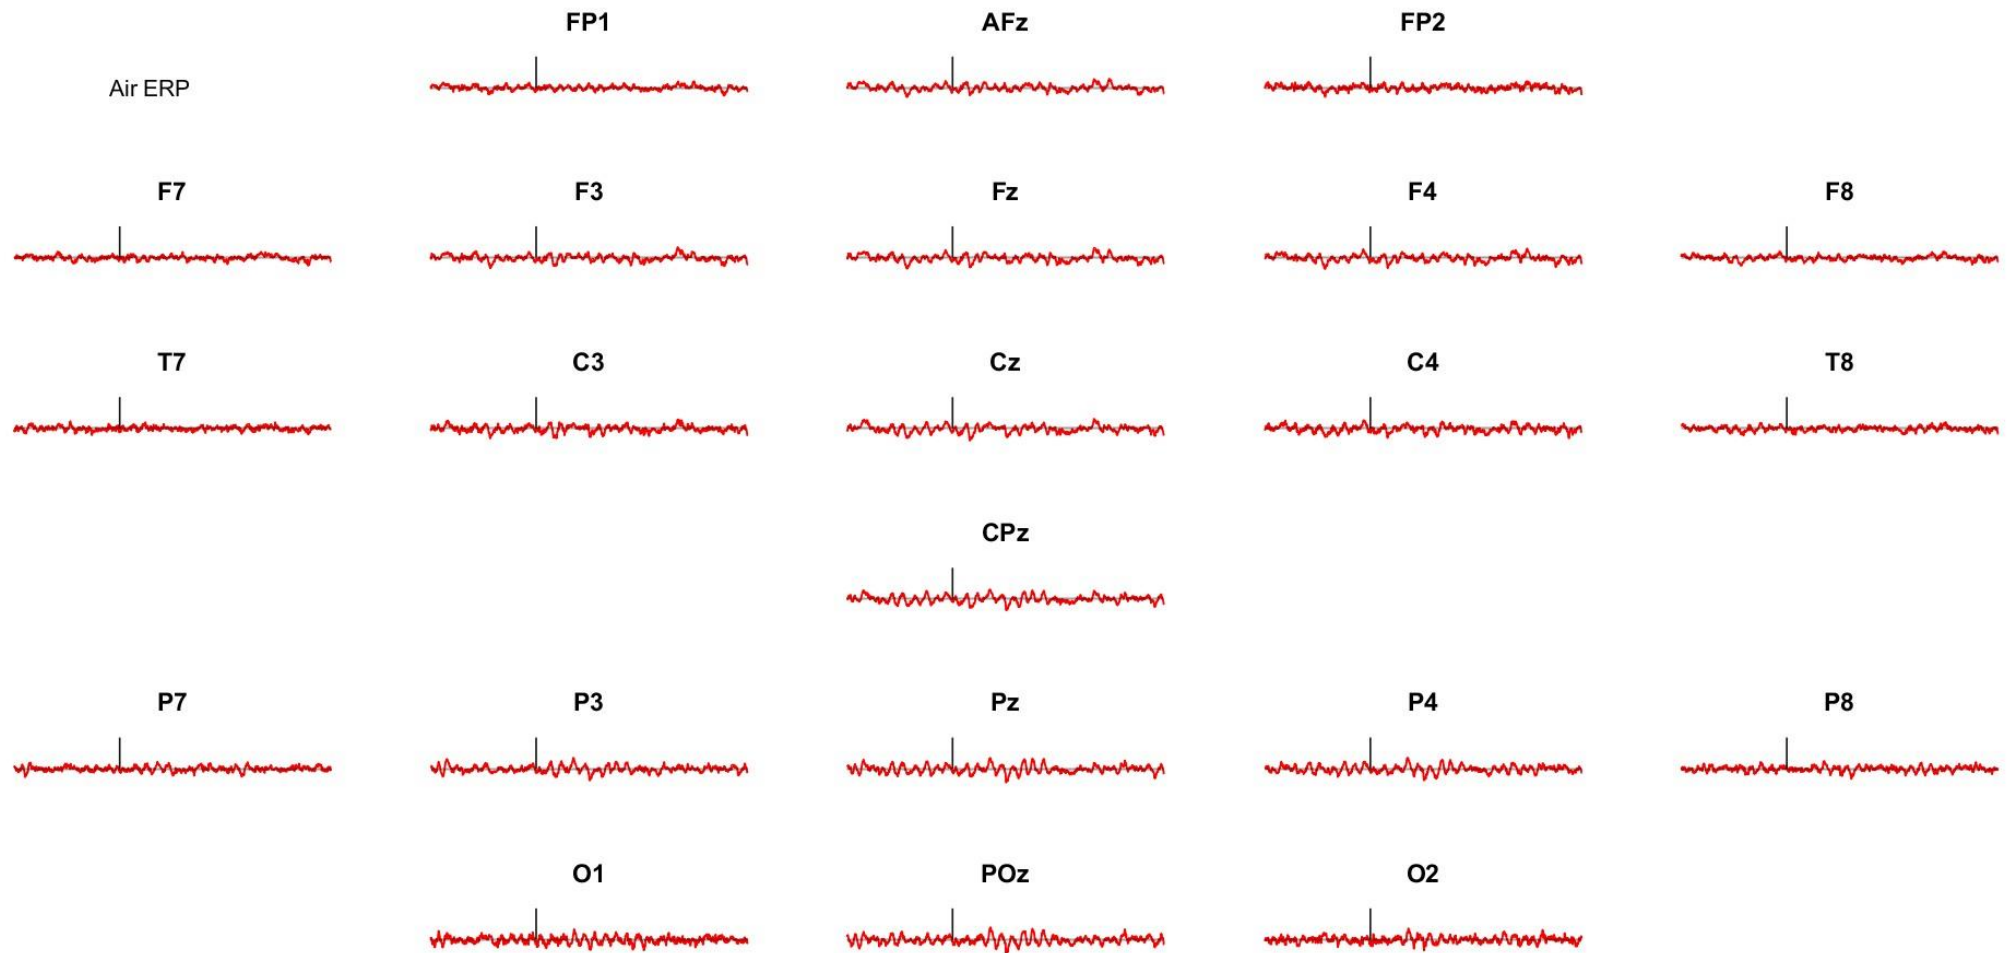 FP1 AFz FP2
Air ERP
F7 F3 Fz F4 F8
T7 C3 Cz C4 T8
CPz
P7 P3 Pz P4 P8
O1 POz O2